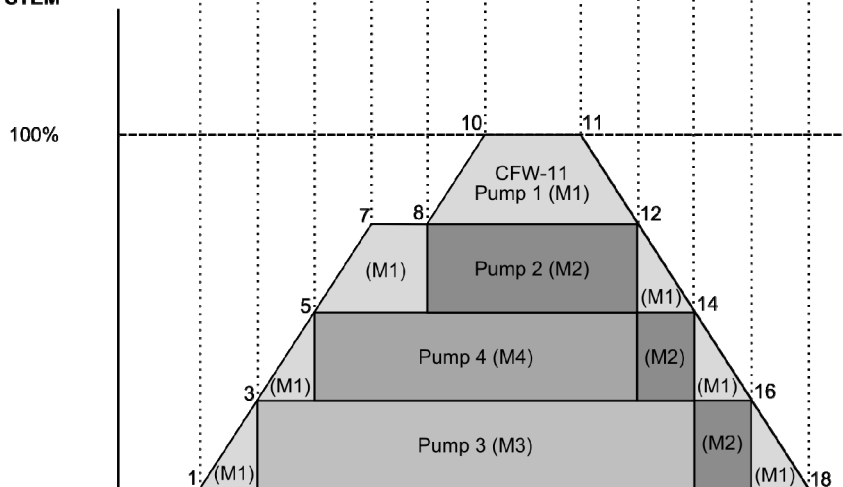 100%
10
11
CFW-11
Pump 1 (M1)
7
8
12
(M1)
Pump 2 (M2)
(M1)
5
14
Pump 4 (M4)
(M2)
(M1)
(M1)
3
16
Pump 3 (M3)
(M2)
1
(M1)
(M1)
18